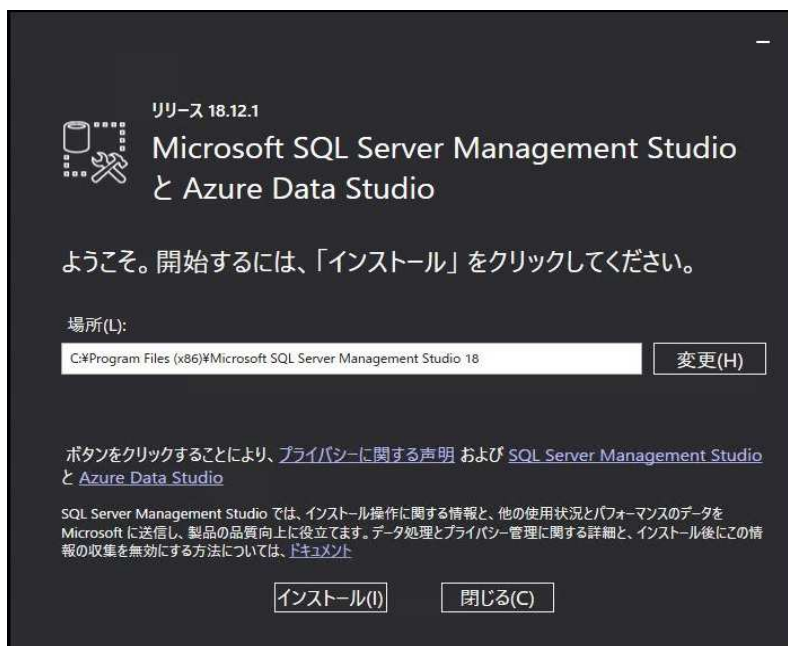 リリース 18.12.1
Microsoft SQL Server Management Studio
と Azure Data Studio
ようこそ。開始するには、「インストール」をクリックしてください。
場所(L):
C:¥Program Files (x86)¥Microsoft SQL Server Management Studio 18
変更(H)
ボタンをクリックすることにより、プライバシーに関する声明 および SQL Server Management Studio
と Azure Data Studio
SQL Server Management Studio では、インストール操作に関する情報と、他の使用状況とパフォーマンスのデータを
Microsoft に送信し、製品の品質向上に役立てます。データ処理とプライバシー管理に関する詳細と、インストール後にこの情
報の収集を無効にする方法については、ドキュメント
インストール(I)
閉じる(C)